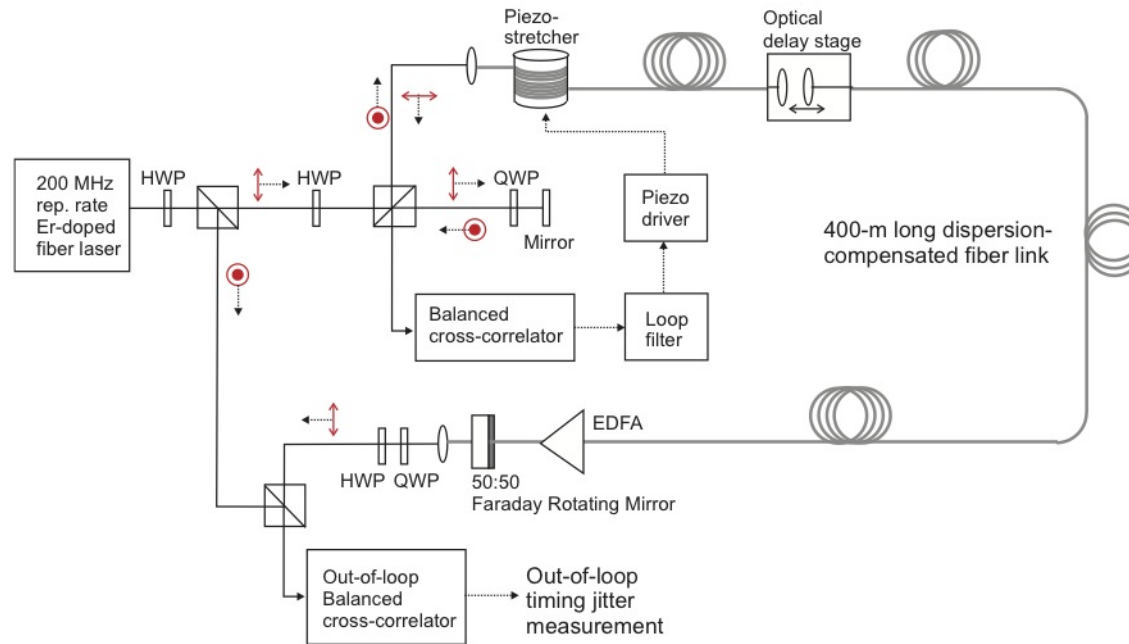 Piezo-
stretcher
Optical
delay stage
200 MHz
rep. rate
Er-doped
fiber laser
HWP
HWP
QWP
Mirror
Piezo
driver
400-m long dispersion-
compensated fiber link
Balanced
cross-correlator
Loop
filter
EDFA
HWP
QWP
50:50
Faraday Rotating Mirror
Out-of-loop
Balanced
cross-correlator
Out-of-loop
timing jitter
measurement